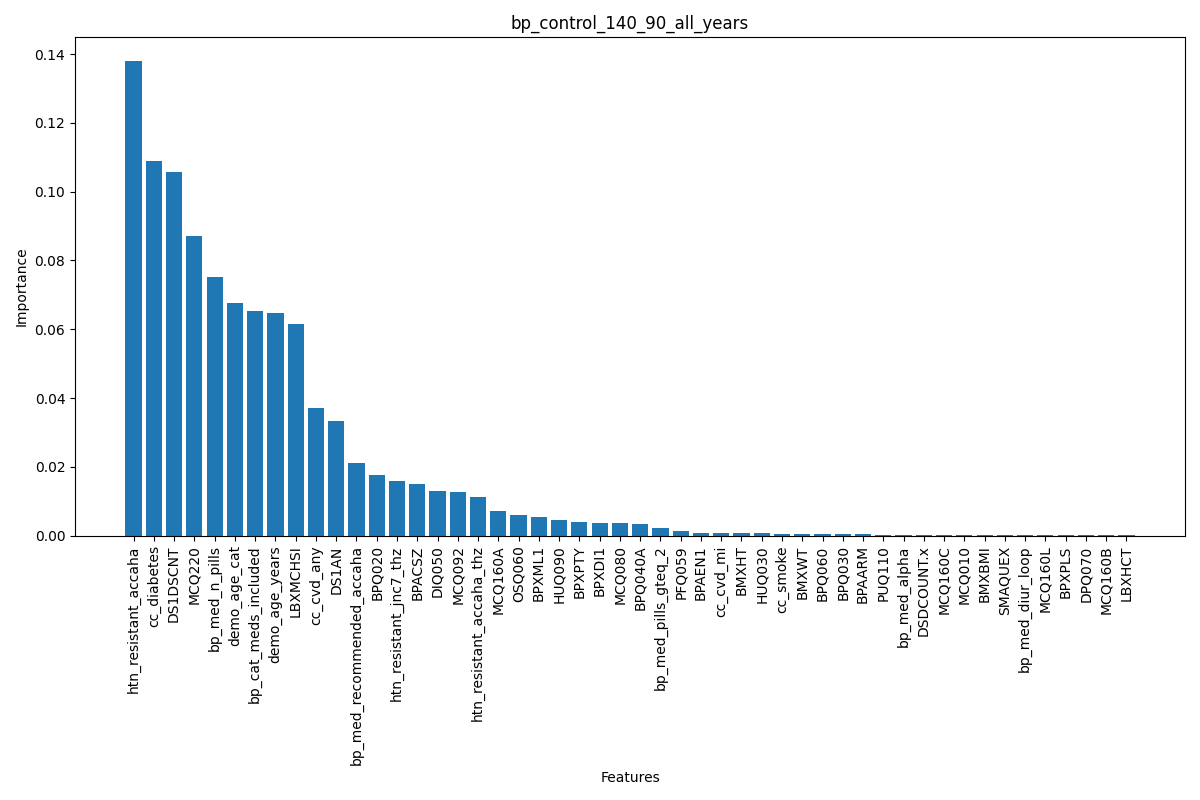 bp_control_140_90_all_years
0.14
0.12
0.10
0.08
0.06
0.04
0.02
0.00
Importance
htn_resistant_accaha
cc_diabetes
DS1DSCNT
MCQ220
bp_med_n_pills
demo_age_cat
bp_cat_meds_included
demo_age_years
LBXMCHSI
cc_cvd_any
DS1AN
bp_med_recommended_accaha
BPQ020
htn_resistant_jnc7_thz
BPACSZ
DIQ050
MCQ092
htn_resistant_accaha_thz
MCQ160A
OSQ060
BPXML1
HUQ090
BPXPTY
BPXDI1
MCQ080
BPQ040A
bp_med_pills_gteq_2
PFQ059
BPAEN1
cc_cvd_mi
BMXHT
HUQ030
cc_smoke
BMXWT
BPQ060
BPQ030
BPAARM
PUQ110
bp_med_alpha
DSDCOUNT.x
MCQ160C
MCQ010
BMXBMI
SMAQUEX
bp_med_diur_loop
MCQ160L
BPXPLS
DPQ070
MCQ160B
LBXHCT
Features